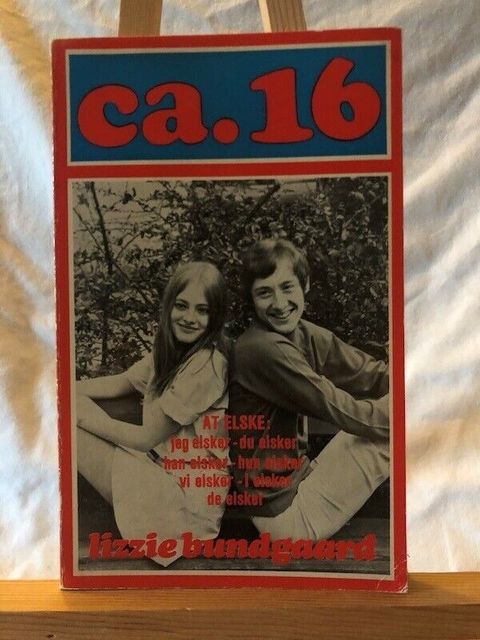 ca. 16
AT ELSKE:
jeg elsker - du elsker
han elsker - hun elsker
vi elsker - I elsker
de elsker
lizzie bundgaard